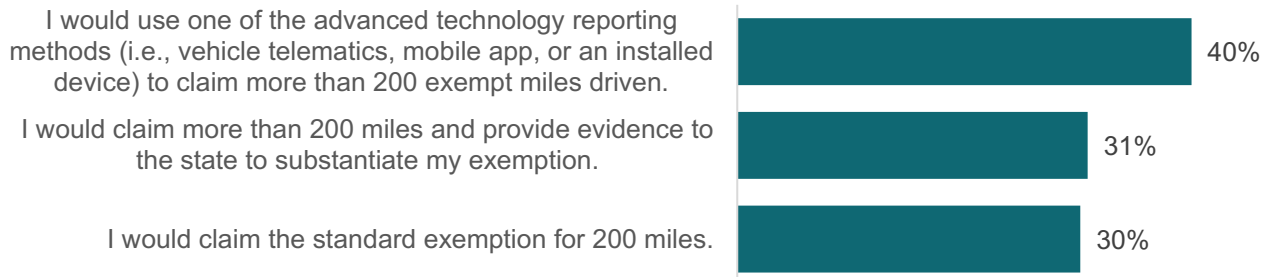 I would use one of the advanced technology reporting
methods (i.e., vehicle telematics, mobile app, or an installed
device) to claim more than 200 exempt miles driven.
40%
I would claim more than 200 miles and provide evidence to
the state to substantiate my exemption.
31%
I would claim the standard exemption for 200 miles.
30%